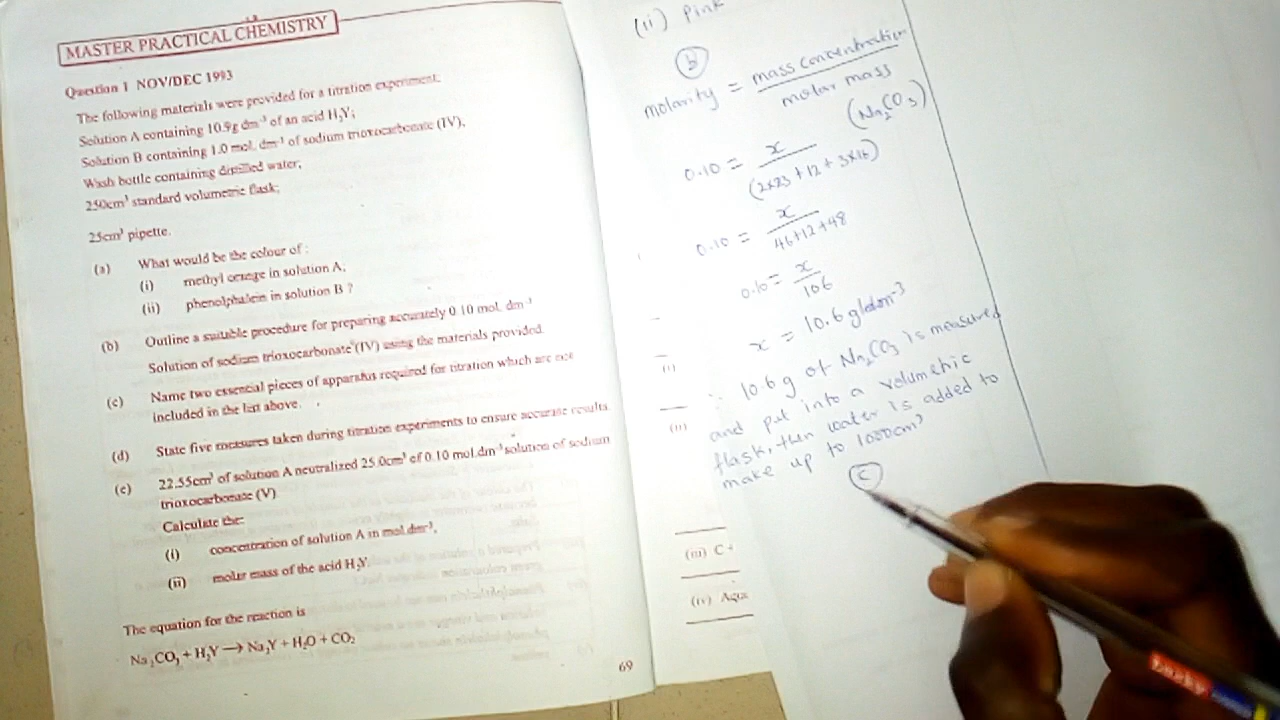 MASTER PRACTICAL CHEMISTRY
Question 1 NOV/DEC 1993
The following materials were provided for a titration experiment;
Solution A containing 10.9g dm⁻³ of an acid H₂Y;
Solution B containing 1.0 mol. dm⁻³ of sodium trioxocarbonate (IV);
Wash bottle containing distilled water;
250cm³ standard volumetric flask;
25cm³ pipette.
(a) What would be the colour of :
(i) methyl orange in solution A;
(ii) phenolphalein in solution B ?
(b) Outline a suitable procedure for preparing accurately 0.10 mol. dm⁻³
Solution of sodium trioxocarbonate (IV) using the materials provided
(c) Name two essential pieces of apparatus required for titration which are not
included in the list above.
(d) State five measures taken during titration experiments to ensure accurate results.
(e) 22.55cm³ of solution A neutralized 25.0cm³ of 0.10 mol.dm⁻³ solution of sodium
trioxocarbonate (V)
Calculate the:
(i) concentration of solution A in mol.dm⁻³,
(ii) molar mass of the acid H₂Y.
The equation for the reaction is
Na₂CO₃ + H₂Y → Na₂Y + H₂O + CO₂
69
(i)
(ii)
(iii) C
(iv) Aqu
(ii) Pink
(b)
molarity = mass concentration
molar mass
(Na₂CO₃)
0.10 = x
(2x23 + 12 + 3x16)
0.10 = x
46+12+48
0.10 = x
106
x = 10.6 g/dm⁻³
∴ 10.6g of Na₂CO₃ is measured
and put into a volumetric
flask, then water is added to
make up to 1000cm³
(c)